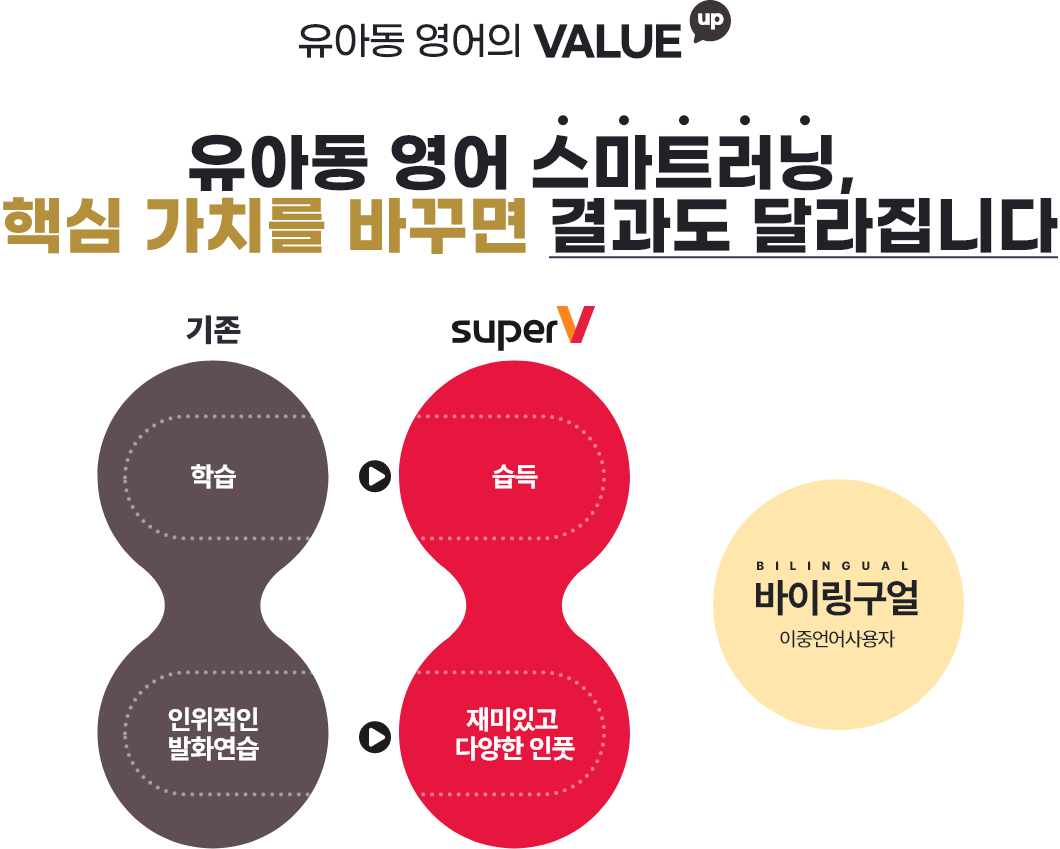 유아동 영어의 VALUE up
유아동 영어 스마트러닝,
핵심 가치를 바꾸면 결과도 달라집니다
기존
superV
학습
습득
BILINGUAL
바이링구얼
이중언어사용자
인위적인
발화연습
재미있고
다양한 인풋